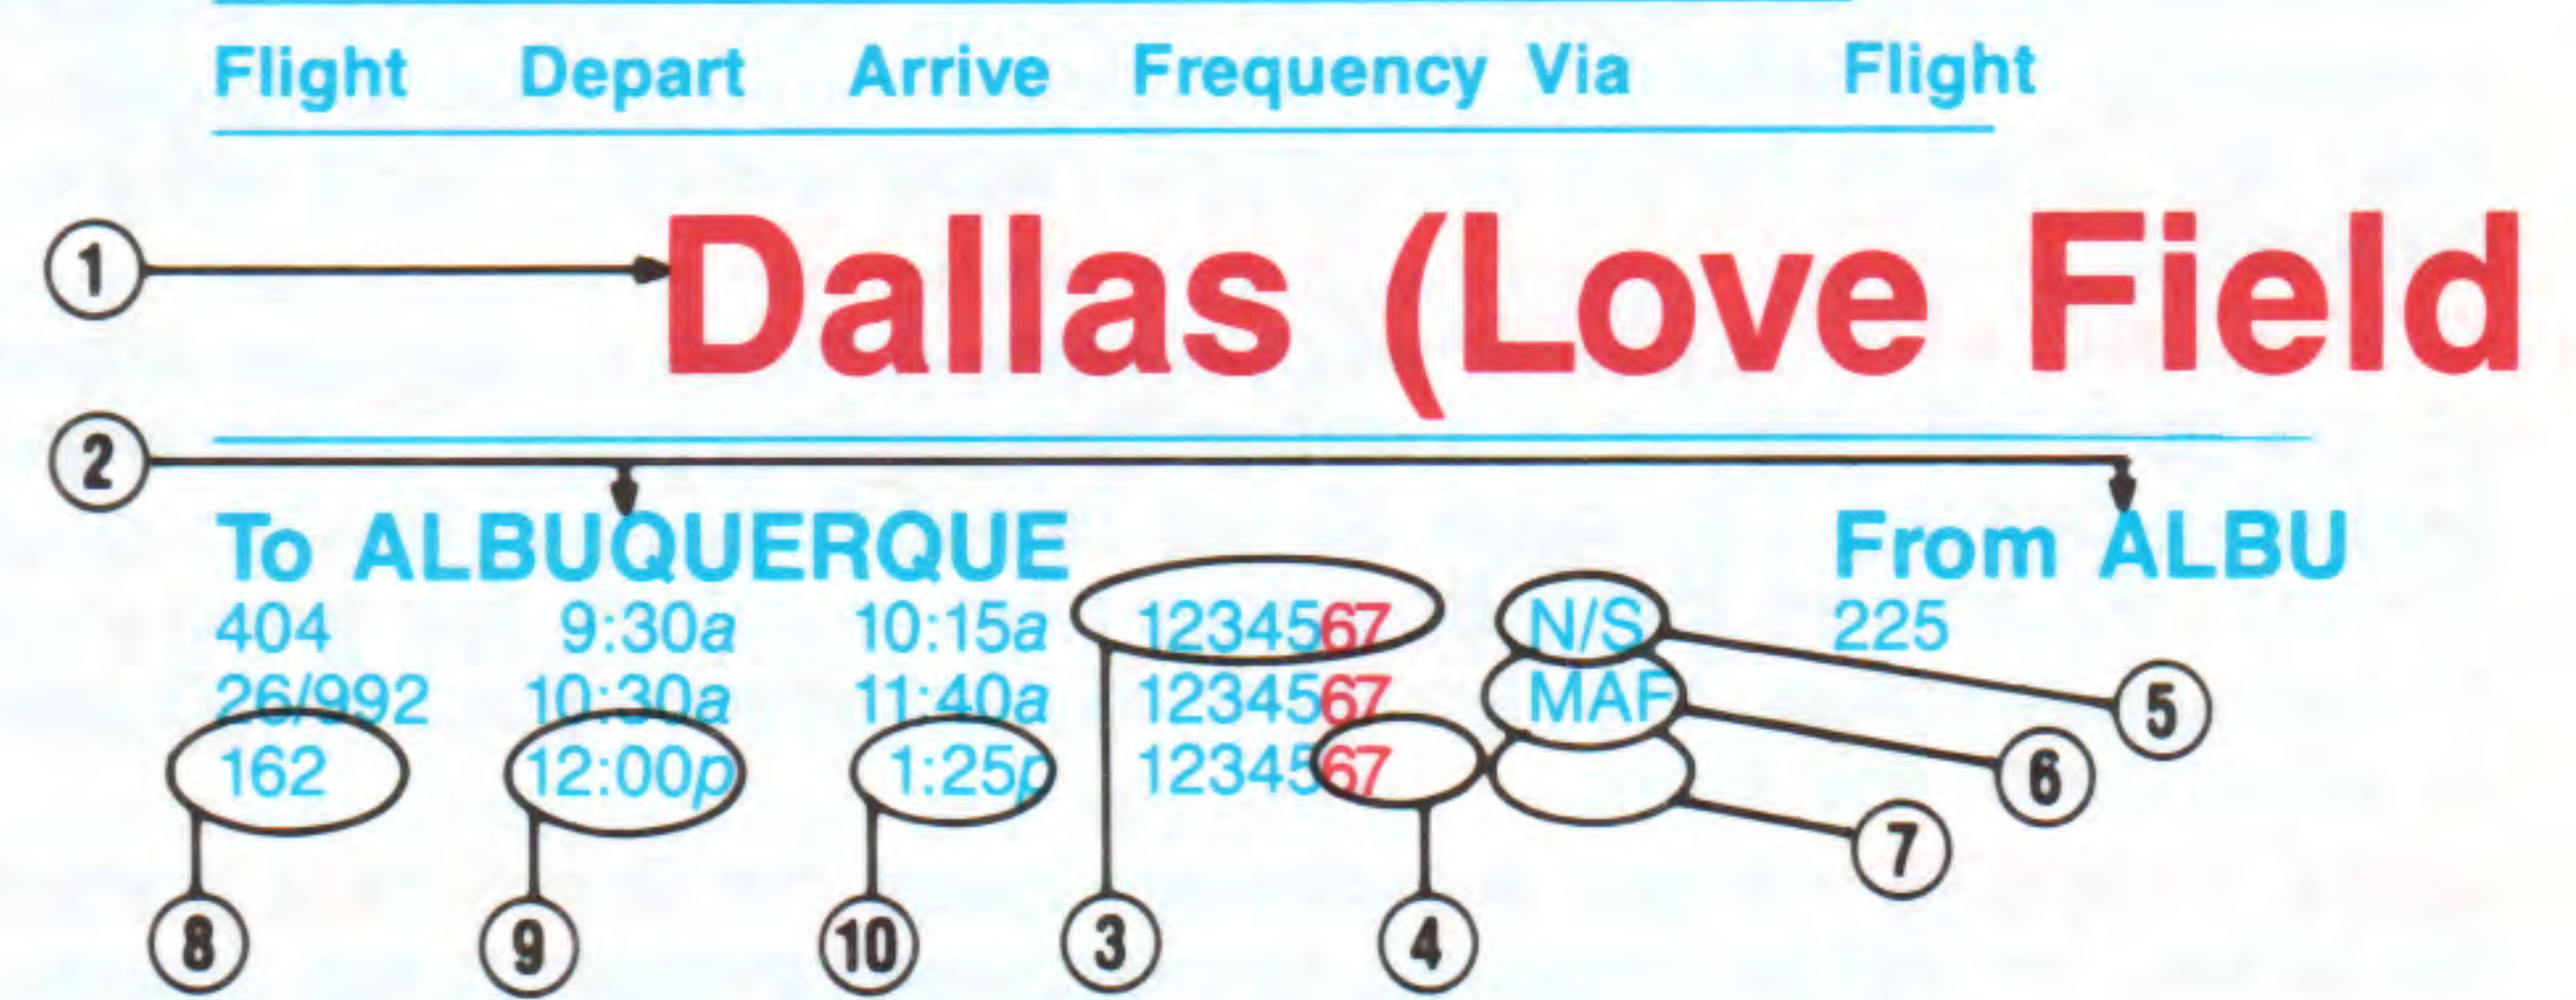 Flight Depart Arrive Frequency Via Flight
1 Dallas (Love Field
2
To ALBUQUERQUE From ALBU
404 9:30a 10:15a 1234567 N/S 225
26/992 10:30a 11:40a 1234567 MAF 5
162 12:00p 1:25p 1234567 6
7
8 9 10 3 4